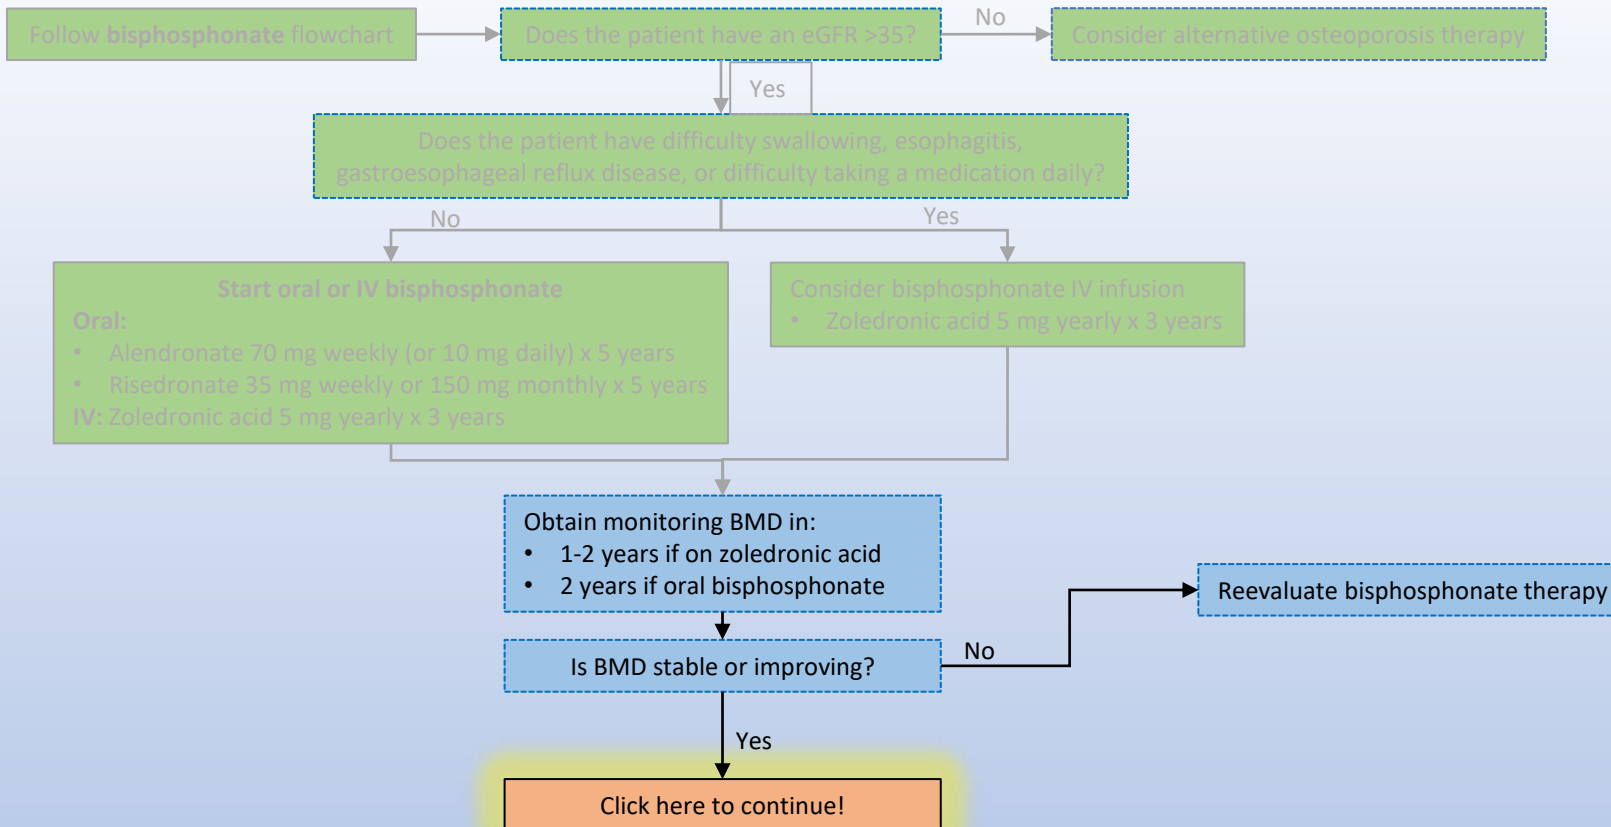 Follow bisphosphonate flowchart
Does the patient have an eGFR >35?
No
Consider alternative osteoporosis therapy
Yes
Does the patient have difficulty swallowing, esophagitis,
gastroesophageal reflux disease, or difficulty taking a medication daily?
No
Yes
Start oral or IV bisphosphonate
Oral:
• Alendronate 70 mg weekly (or 10 mg daily) x 5 years
• Risedronate 35 mg weekly or 150 mg monthly x 5 years
IV: Zoledronic acid 5 mg yearly x 3 years
Consider bisphosphonate IV infusion
• Zoledronic acid 5 mg yearly x 3 years
Obtain monitoring BMD in:
• 1-2 years if on zoledronic acid
• 2 years if oral bisphosphonate
Is BMD stable or improving?
No
Reevaluate bisphosphonate therapy
Yes
Click here to continue!